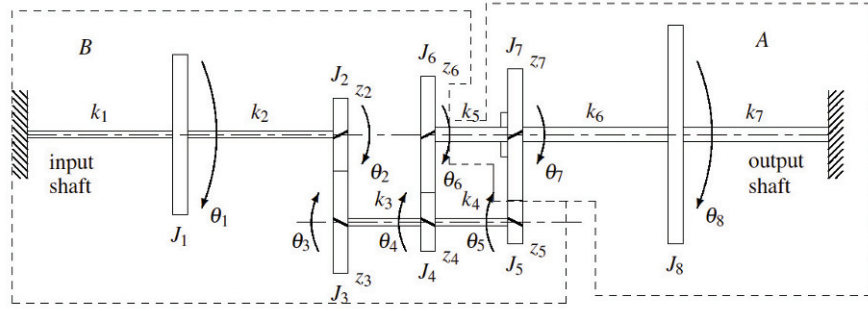 B
A
J6
J7
J2
z2
z6
z7
k1
k2
k5
k6
k7
input
shaft
output
shaft
θ2
θ6
θ7
θ1
J1
k3
k4
θ3
θ4
θ5
θ8
J3
z3
J4
z4
J5
z5
J8